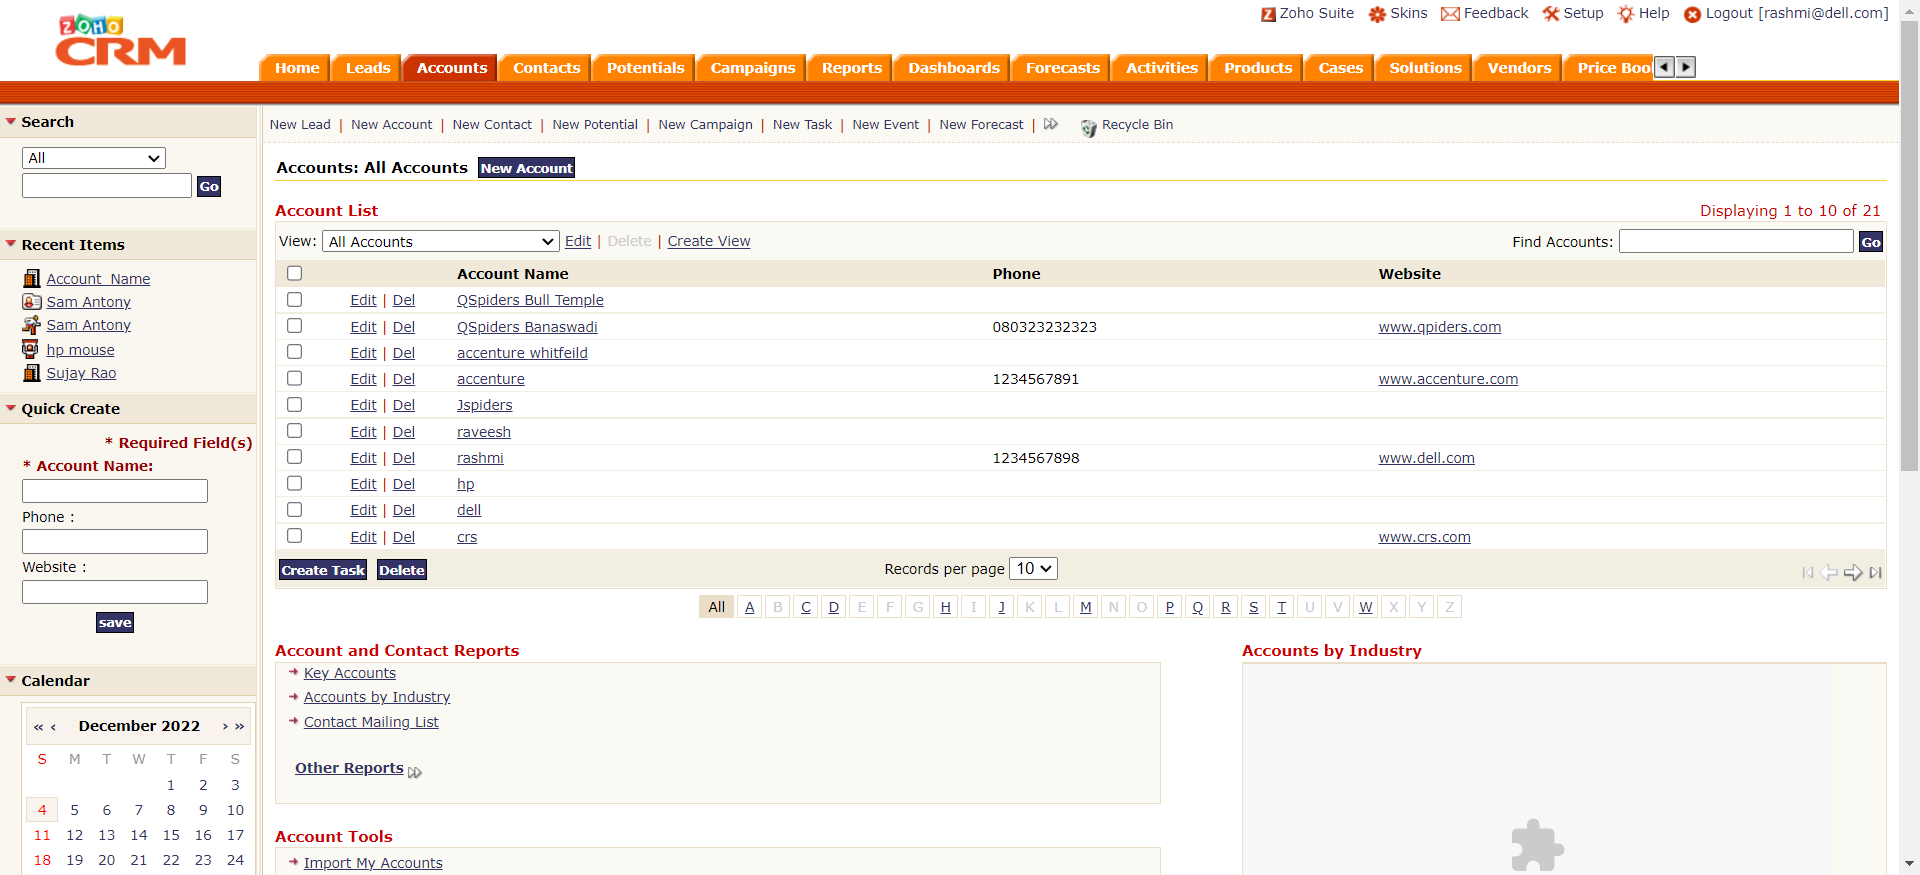 ZOHO CRM
Zoho Suite Skins Feedback Setup Help Logout [rashmi@dell.com]
Home Leads Accounts Contacts Potentials Campaigns Reports Dashboards Forecasts Activities Products Cases Solutions Vendors Price Boo
Search
All
Go
Recent Items
Account_Name
Sam Antony
Sam Antony
hp mouse
Sujay Rao
Quick Create
* Required Field(s)
* Account Name:
Phone :
Website :
save
Calendar
« ‹ December 2022 › »
S M T W T F S
1 2 3
4 5 6 7 8 9 10
11 12 13 14 15 16 17
18 19 20 21 22 23 24
New Lead | New Account | New Contact | New Potential | New Campaign | New Task | New Event | New Forecast | Recycle Bin
Accounts: All Accounts New Account
Account List Displaying 1 to 10 of 21
View: All Accounts Edit | Delete | Create View Find Accounts: Go
Account Name Phone Website
Edit | Del QSpiders Bull Temple
Edit | Del QSpiders Banaswadi 080323232323 www.qpiders.com
Edit | Del accenture whitfeild
Edit | Del accenture 1234567891 www.accenture.com
Edit | Del Jspiders
Edit | Del raveesh
Edit | Del rashmi 1234567898 www.dell.com
Edit | Del hp
Edit | Del dell
Edit | Del crs www.crs.com
Create Task Delete Records per page 10
All A B C D E F G H I J K L M N O P Q R S T U V W X Y Z
Account and Contact Reports
Key Accounts
Accounts by Industry
Contact Mailing List
Other Reports
Account Tools
Import My Accounts
Accounts by Industry